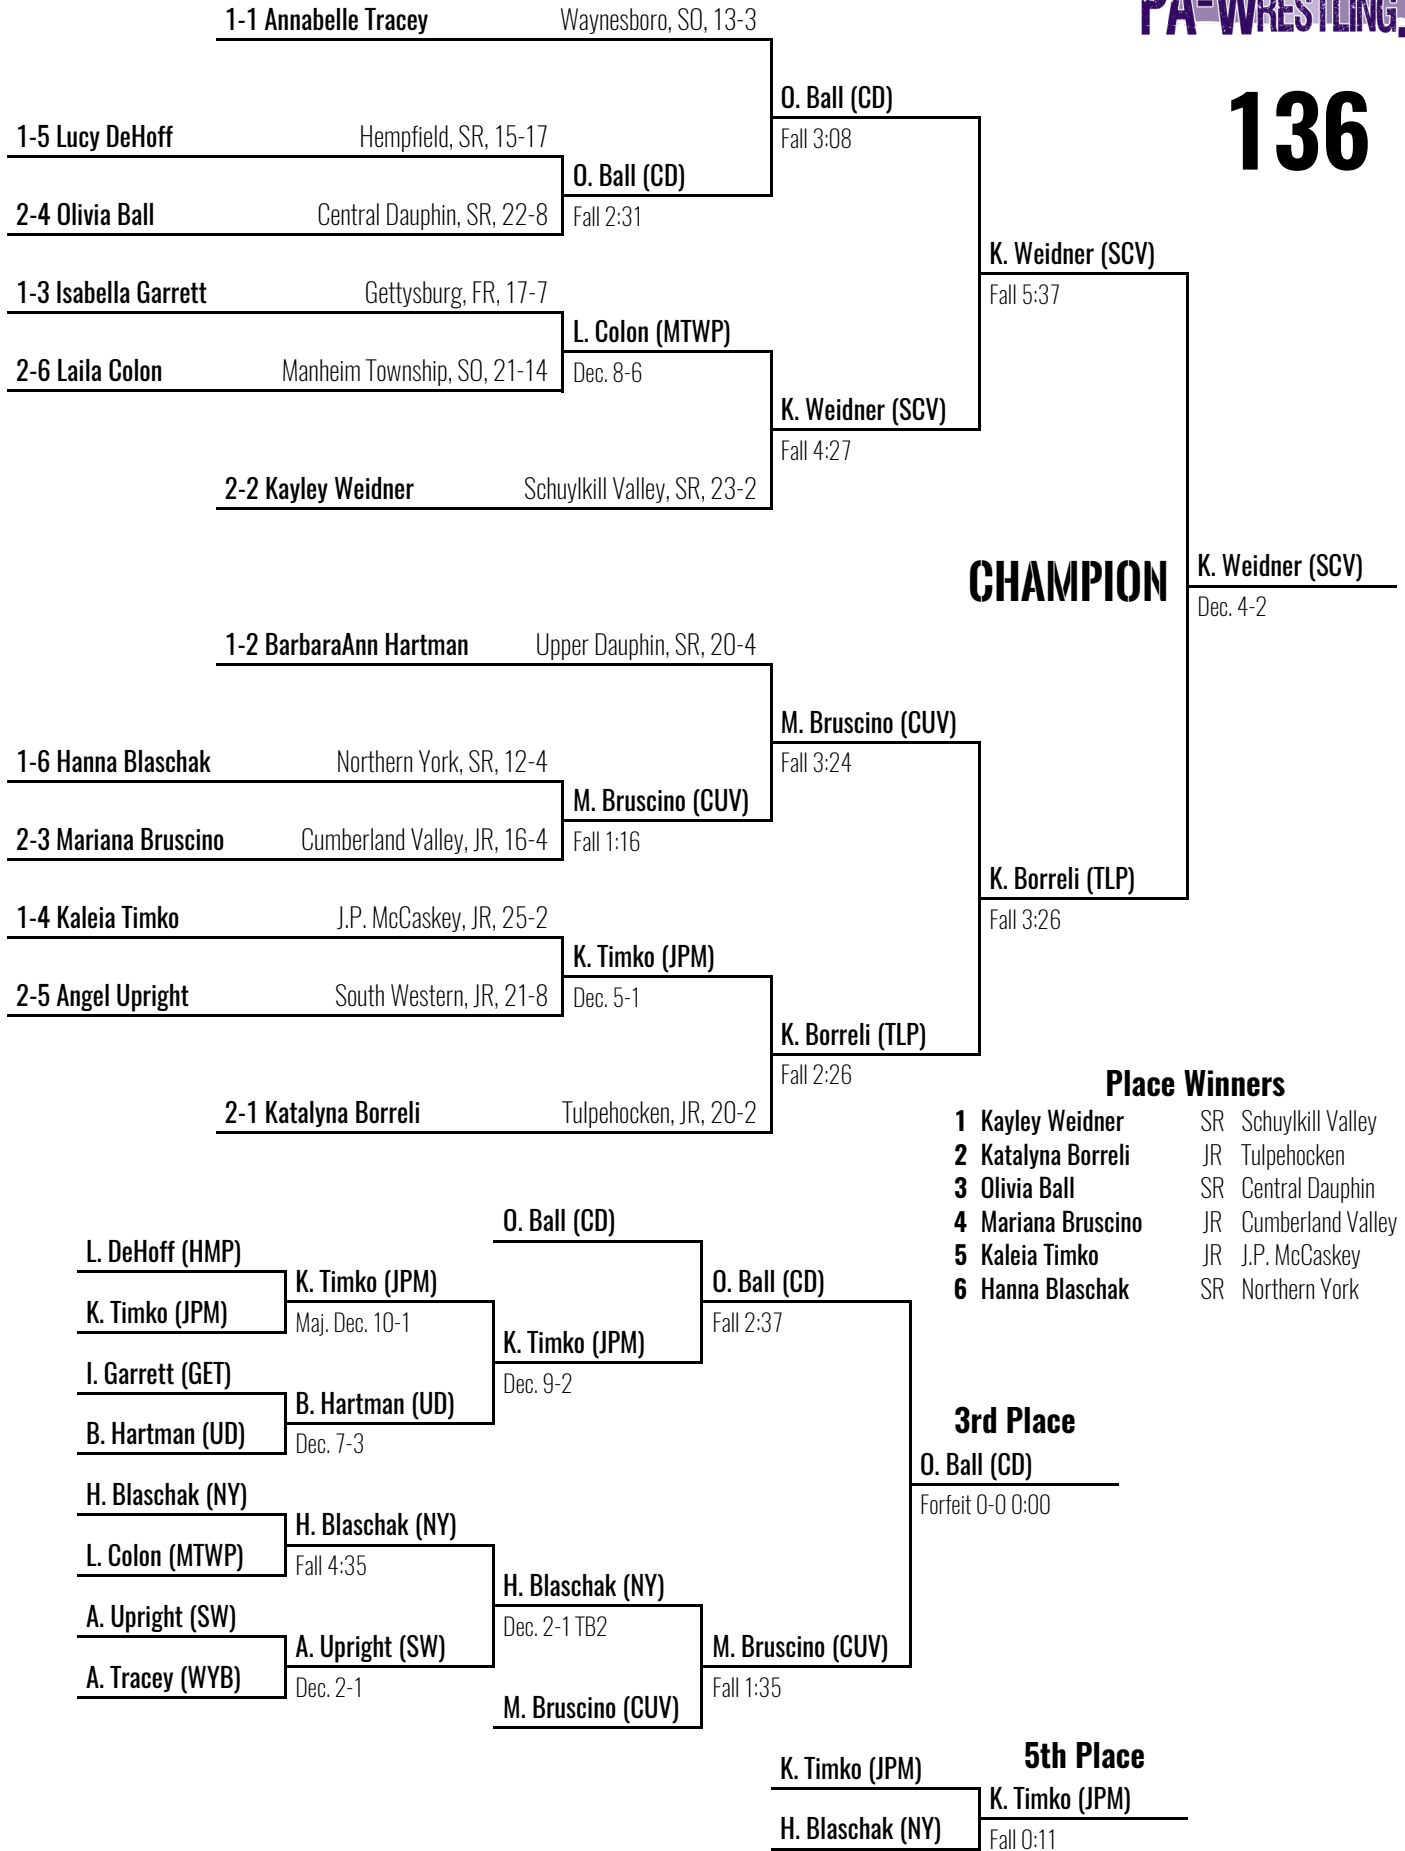 PA-WRESTLING.
136
1-1 Annabelle Tracey Waynesboro, SO, 13-3
O. Ball (CD)
Fall 3:08
1-5 Lucy DeHoff Hempfield, SR, 15-17
O. Ball (CD)
2-4 Olivia Ball Central Dauphin, SR, 22-8
Fall 2:31
K. Weidner (SCV)
Fall 5:37
1-3 Isabella Garrett Gettysburg, FR, 17-7
L. Colon (MTWP)
2-6 Laila Colon Manheim Township, SO, 21-14
Dec. 8-6
K. Weidner (SCV)
Fall 4:27
2-2 Kayley Weidner Schuylkill Valley, SR, 23-2
CHAMPION
K. Weidner (SCV)
Dec. 4-2
1-2 BarbaraAnn Hartman Upper Dauphin, SR, 20-4
M. Bruscino (CUV)
Fall 3:24
1-6 Hanna Blaschak Northern York, SR, 12-4
M. Bruscino (CUV)
2-3 Mariana Bruscino Cumberland Valley, JR, 16-4
Fall 1:16
K. Borreli (TLP)
Fall 3:26
1-4 Kaleia Timko J.P. McCaskey, JR, 25-2
K. Timko (JPM)
2-5 Angel Upright South Western, JR, 21-8
Dec. 5-1
K. Borreli (TLP)
Fall 2:26
2-1 Katalyna Borreli Tulpehocken, JR, 20-2
Place Winners
1 Kayley Weidner SR Schuylkill Valley
2 Katalyna Borreli JR Tulpehocken
3 Olivia Ball SR Central Dauphin
4 Mariana Bruscino JR Cumberland Valley
5 Kaleia Timko JR J.P. McCaskey
6 Hanna Blaschak SR Northern York
O. Ball (CD)
L. DeHoff (HMP)
K. Timko (JPM)
O. Ball (CD)
K. Timko (JPM)
Maj. Dec. 10-1
Fall 2:37
K. Timko (JPM)
I. Garrett (GET)
Dec. 9-2
B. Hartman (UD)
B. Hartman (UD)
Dec. 7-3
3rd Place
O. Ball (CD)
Forfeit 0-0 0:00
H. Blaschak (NY)
H. Blaschak (NY)
L. Colon (MTWP)
Fall 4:35
H. Blaschak (NY)
A. Upright (SW)
Dec. 2-1 TB2
A. Upright (SW)
M. Bruscino (CUV)
A. Tracey (WYB)
Dec. 2-1
Fall 1:35
M. Bruscino (CUV)
5th Place
K. Timko (JPM)
K. Timko (JPM)
H. Blaschak (NY)
Fall 0:11